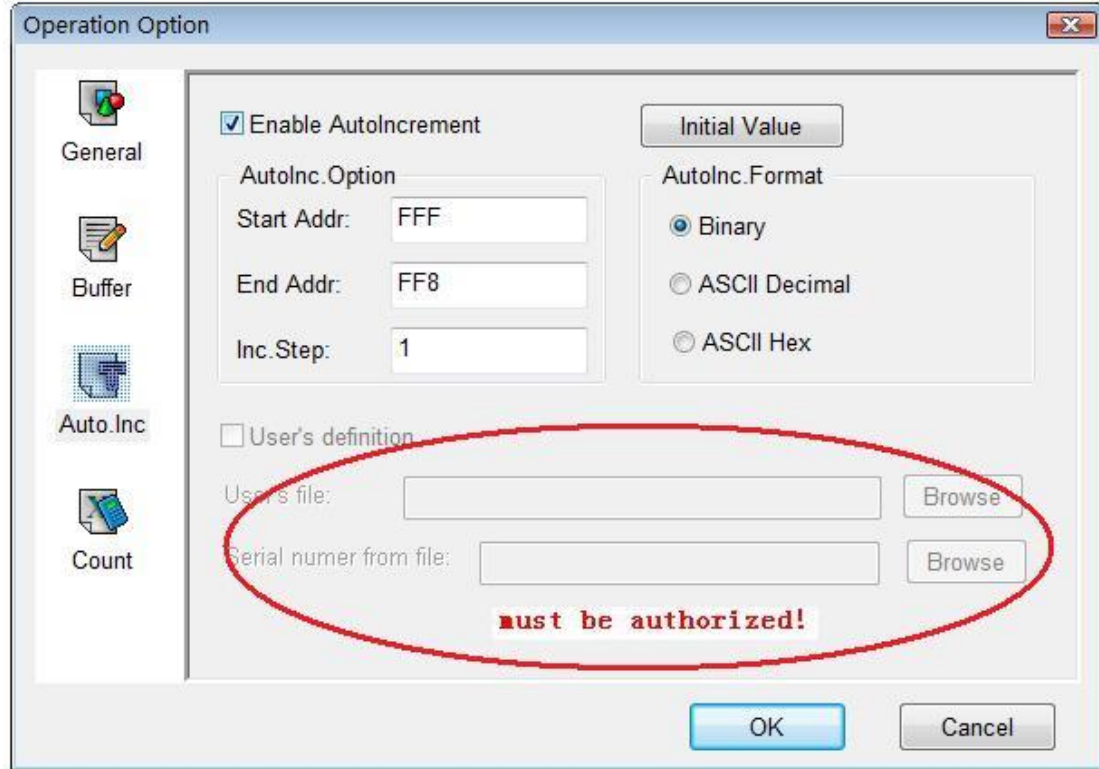 Operation Option
General
Buffer
Auto.Inc
Count
Enable AutoIncrement
Initial Value
AutoInc.Option
Start Addr:
FFF
End Addr:
FF8
Inc.Step:
1
AutoInc.Format
Binary
ASCII Decimal
ASCII Hex
User's definition
User's file:
Browse
Serial numer from file:
Browse
must be authorized!
OK
Cancel